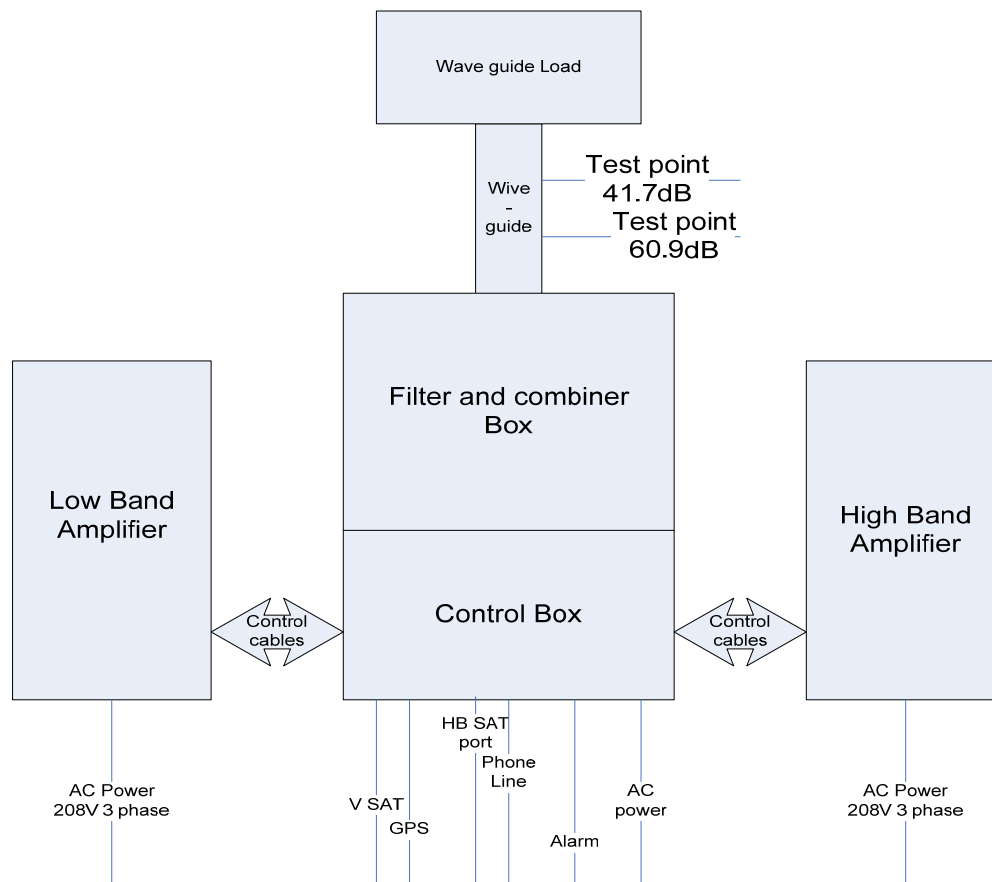 Wave guide Load
Wive
-
guide
Test point
41.7dB
Test point
60.9dB
Filter and combiner
Box
Low Band
Amplifier
High Band
Amplifier
Control Box
Control
cables
Control
cables
HB SAT
port
Phone
Line
V SAT
GPS
Alarm
AC
power
AC Power
208V 3 phase
AC Power
208V 3 phase